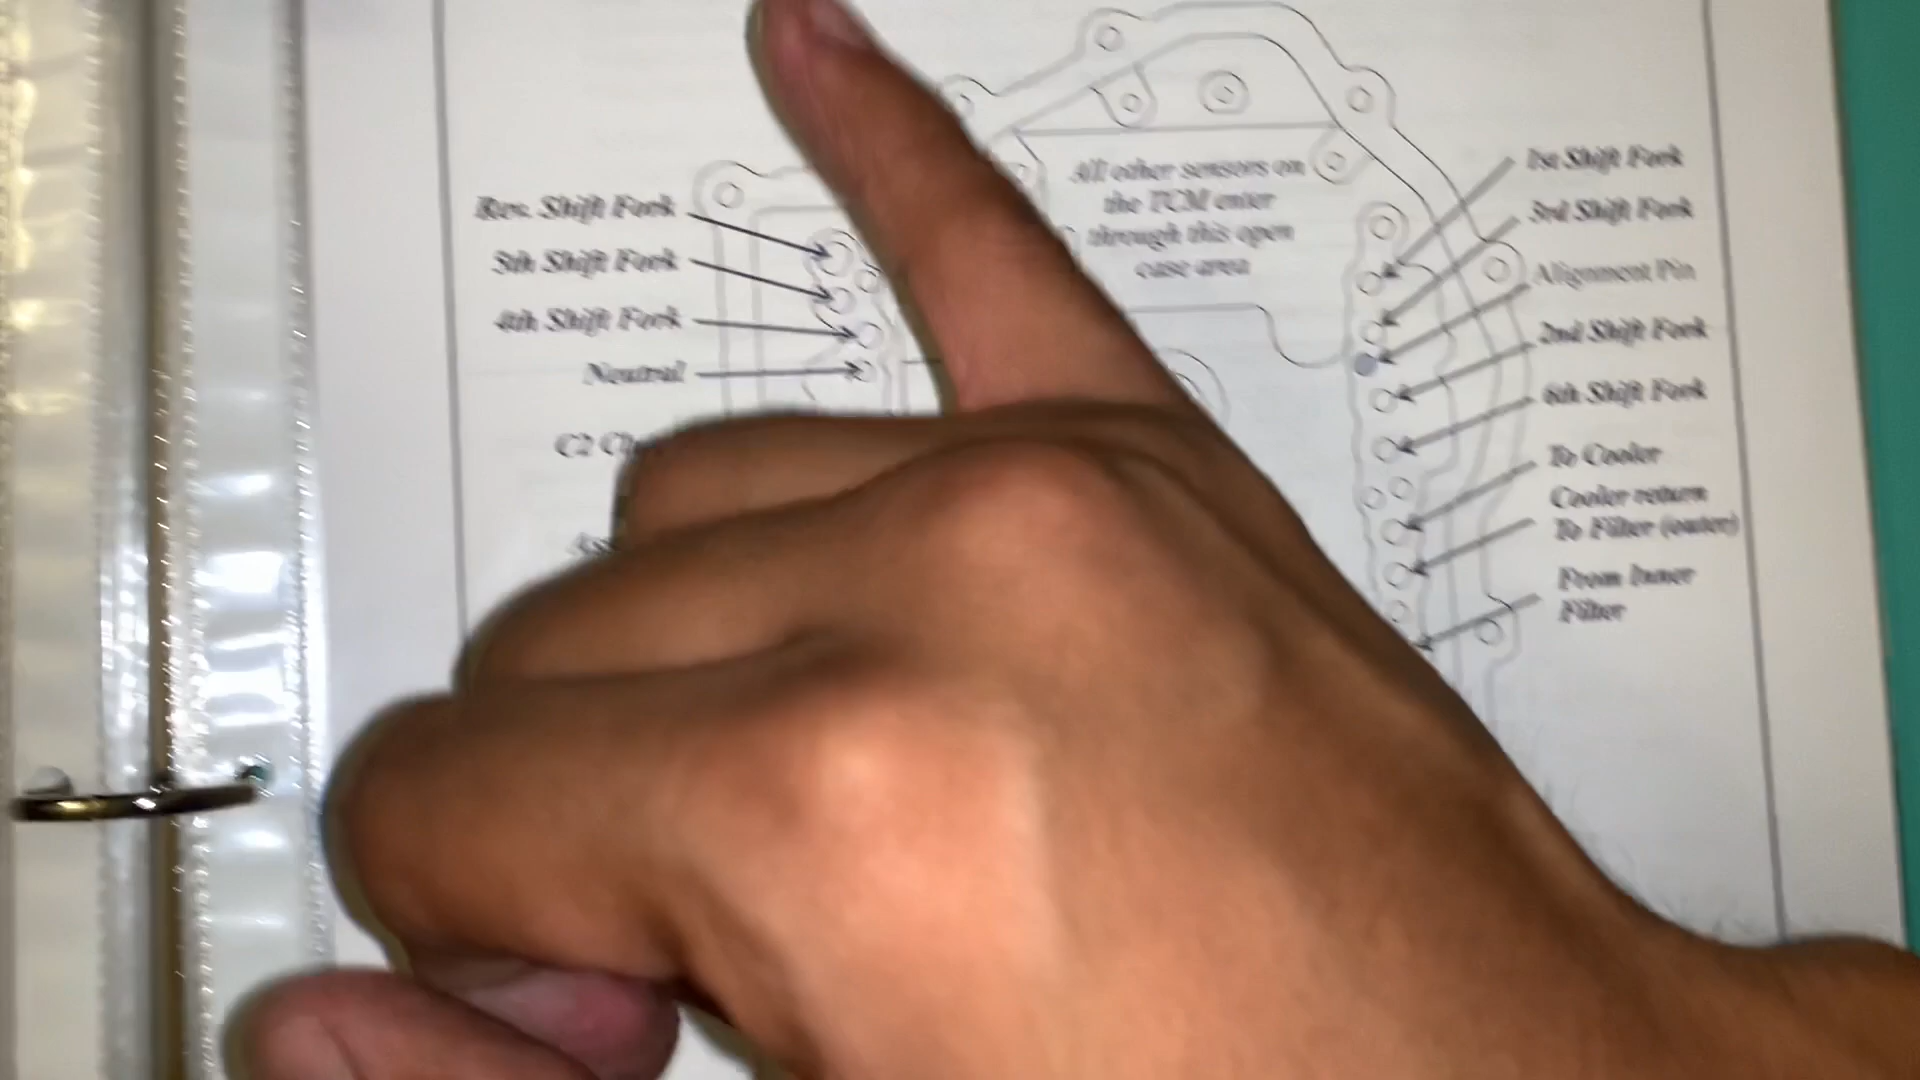 Rev. Shift Fork
5th Shift Fork
4th Shift Fork
Neutral
C2
All other sensors on
the TCM enter
through this open
case area
1st Shift Fork
3rd Shift Fork
Alignment Pin
2nd Shift Fork
6th Shift Fork
To Cooler
Cooler return
To Filter (outer)
From Inner
Filter